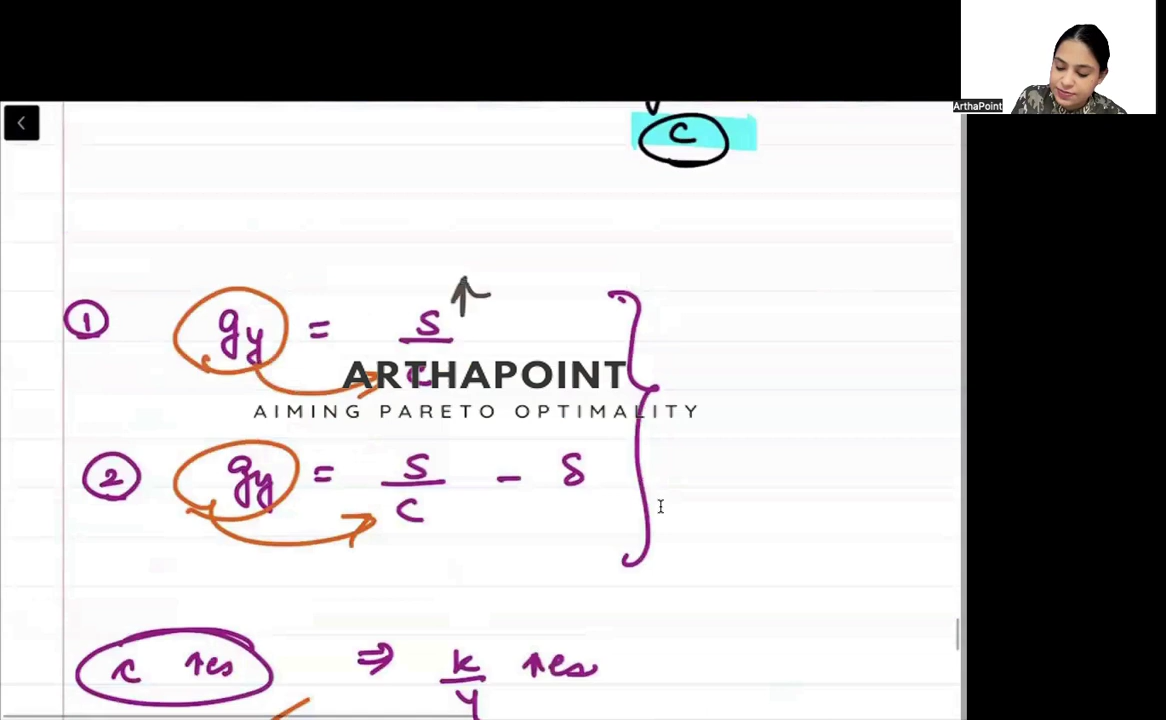 ArthaPoint
c
① gy = s/c ↑
ARTHAPOINT
AIMING PARETO OPTIMALITY
② gy = s/c - δ
c ↑es ⇒ k/y ↑es